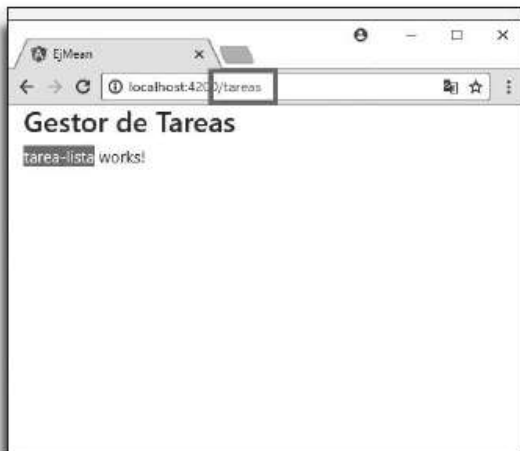 EjMean
localhost:4200/tareas
Gestor de Tareas
tarea-lista works!